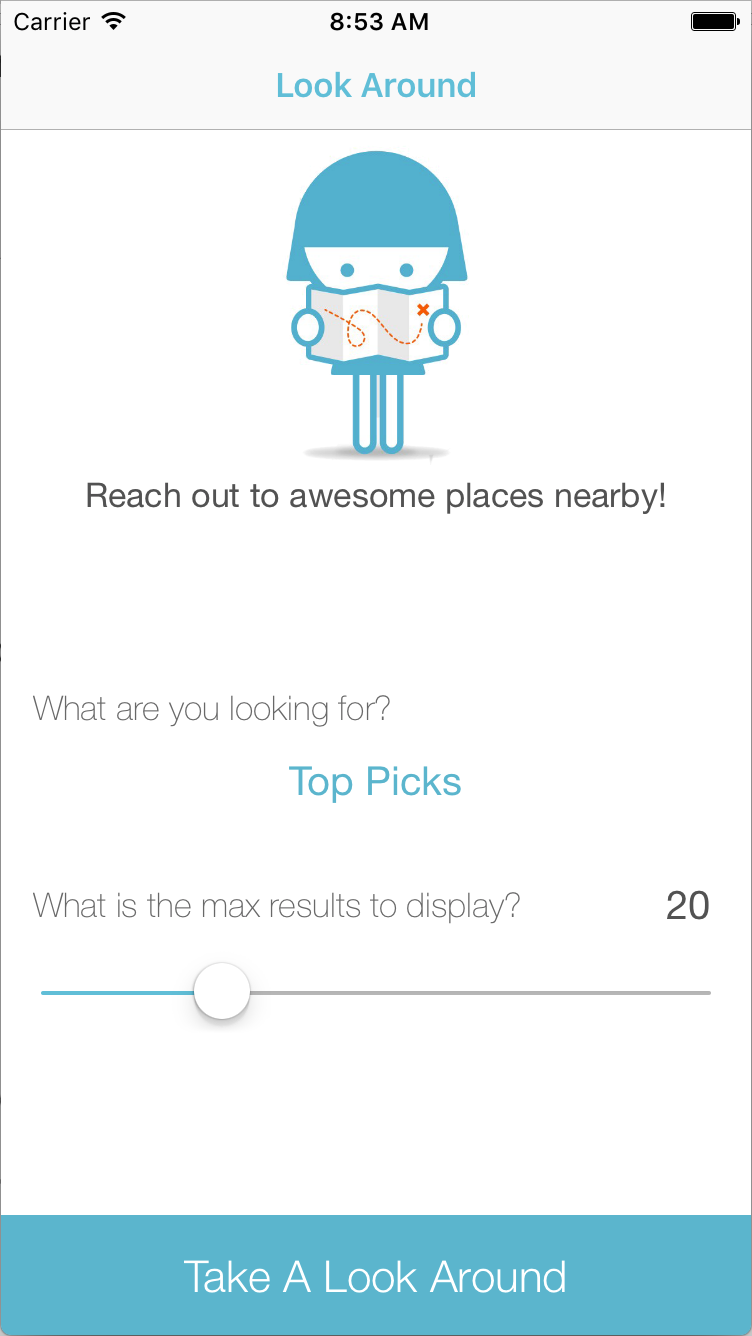 Carrier 8:53 AM
Look Around
Reach out to awesome places nearby!
What are you looking for?
Top Picks
What is the max results to display? 20
Take A Look Around